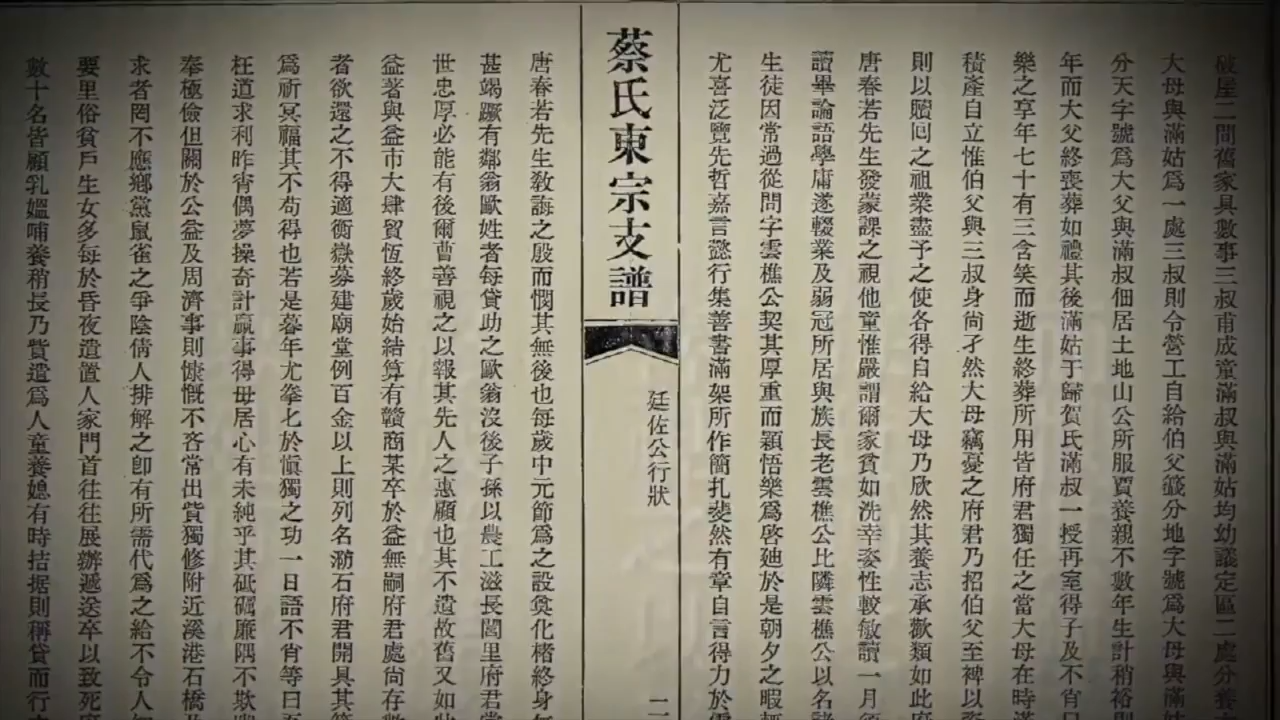 破屋二間舊家具數事三叔甫成童滿叔與滿姑均幼議定區二處分養
大母與滿姑爲一處三叔則令營工自給伯父籤分地字號爲大母與滿
分天字號爲大父與滿叔佃居土地山公所服賈養親不數年生計稍裕
年而大父終喪葬如禮其後滿姑于歸賀氏滿叔一授再室得子及不肖
樂之享年七十有三含笑而逝生終葬所用皆府君獨任之當大母在時
積產自立惟伯父與三叔身尚孑然大母竊憂之府君乃招伯父至裨以
則以贖回之祖業盡予之使各得自給大母乃欣然其養志承歡類如此
唐春若先生發蒙課之視他童惟嚴謂爾家貧如洗幸姿性較敏讀一月
讀畢論語學庸遂輟業及弱冠所居與族長老雲樵公比隣雲樵公以名
生徒因常過從問字雲樵公契其厚重而穎悟樂爲啓廸於是朝夕之暇
尤喜泛覽先哲嘉言懿行集善書滿架所作簡扎斐然有章自言得力於
蔡氏東宗支譜
廷佐公行狀
二
唐春若先生敎誨之殷而憫其無後也每歲中元節爲之設奠化楮終身
甚竭蹶有鄰翁歐姓者每貸助之歐翁沒後子孫以農工滋長閭里府君
世忠厚必能有後爾曹善視之以報其先人之惠顧也其不遺故舊又如
益著與益市大肆貿恆終歲始結算有贛商某卒於益無嗣府君處尚存
者欲還之不得適衡嶽募建廟堂例百金以上則列名泐石府君開具其
爲祈冥福其不苟得也若是暮年尤拳匕於愼獨之功一日語不肖等曰
枉道求利昨宵偶夢操奇計贏事得毋居心有未純乎其砥礪廉隅不欺
奉極儉但關於公益及周濟事則慷慨不吝常出貲獨修附近溪港石橋
求者罔不應鄉黨鼠雀之爭陰倩人排解之卽有所需代爲之給不令人
要里俗貧戶生女多每於昏夜遺置人家門首往往展辦遞送卒以致死
數十名皆顧乳媼哺養稍長乃貲遣爲人童養媳有時拮据則稱貸而行